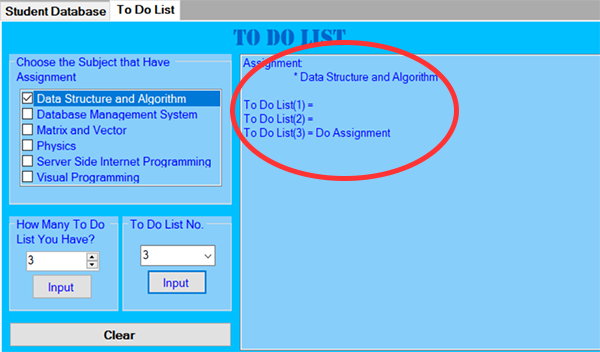 Student Database
To Do List
TO DO LIST
Choose the Subject that Have
Assignment
Data Structure and Algorithm
Database Management System
Matrix and Vector
Physics
Server Side Internet Programming
Visual Programming
How Many To Do
List You Have?
3
Input
To Do List No.
3
Input
Clear
Assignment:
* Data Structure and Algorithm
To Do List(1) =
To Do List(2) =
To Do List(3) = Do Assignment